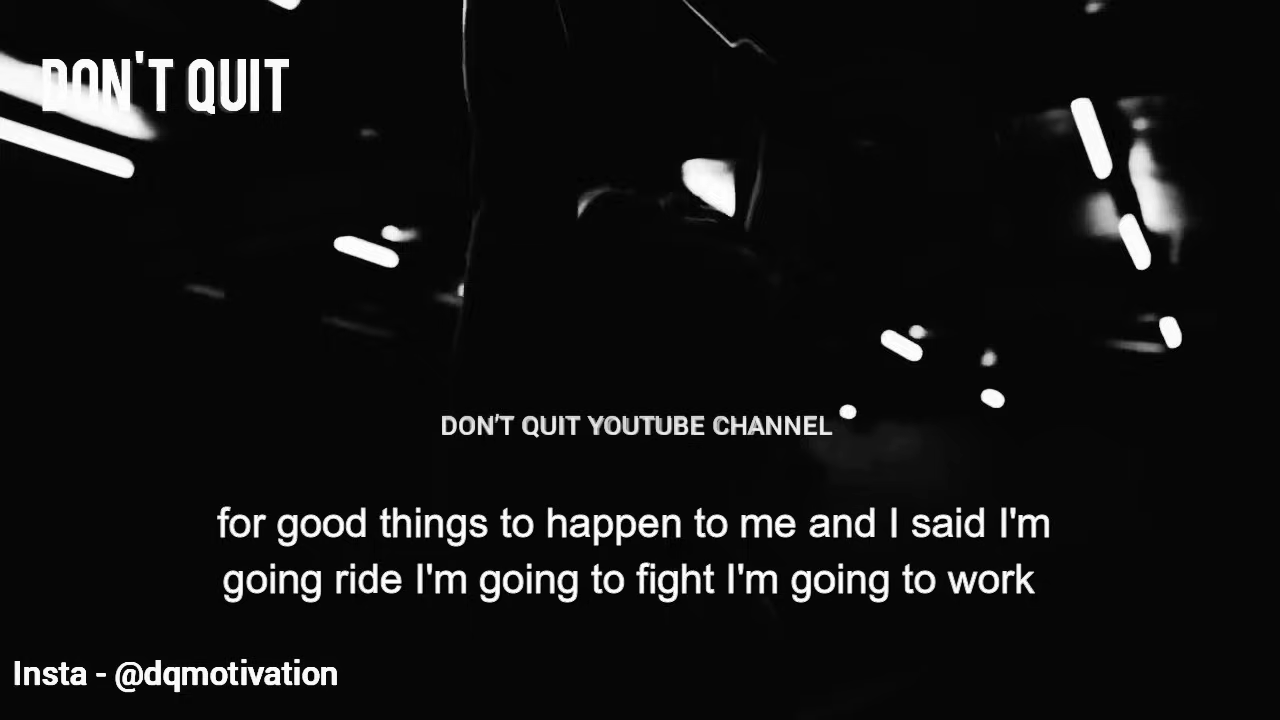 DON'T QUIT
DON'T QUIT YOUTUBE CHANNEL
for good things to happen to me and I said I'm
going ride I'm going to fight I'm going to work
Insta - @dqmotivation